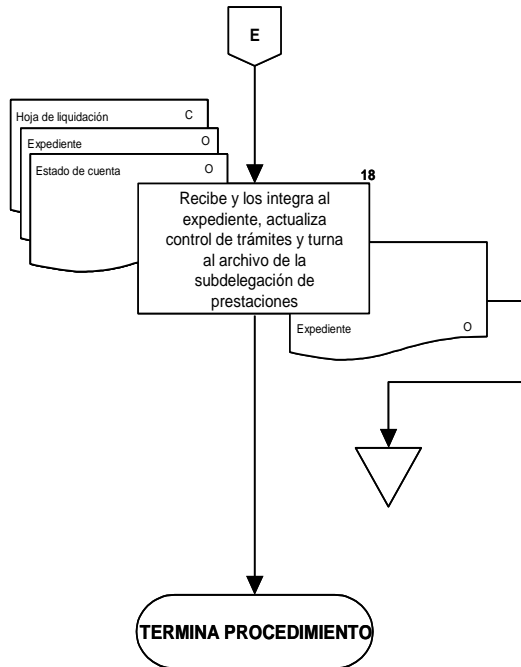 E
Hoja de liquidación C
Expediente O
Estado de cuenta O
18
Recibe y los integra al
expediente, actualiza
control de trámites y turna
al archivo de la
subdelegación de
prestaciones
Expediente O
TERMINA PROCEDIMIENTO